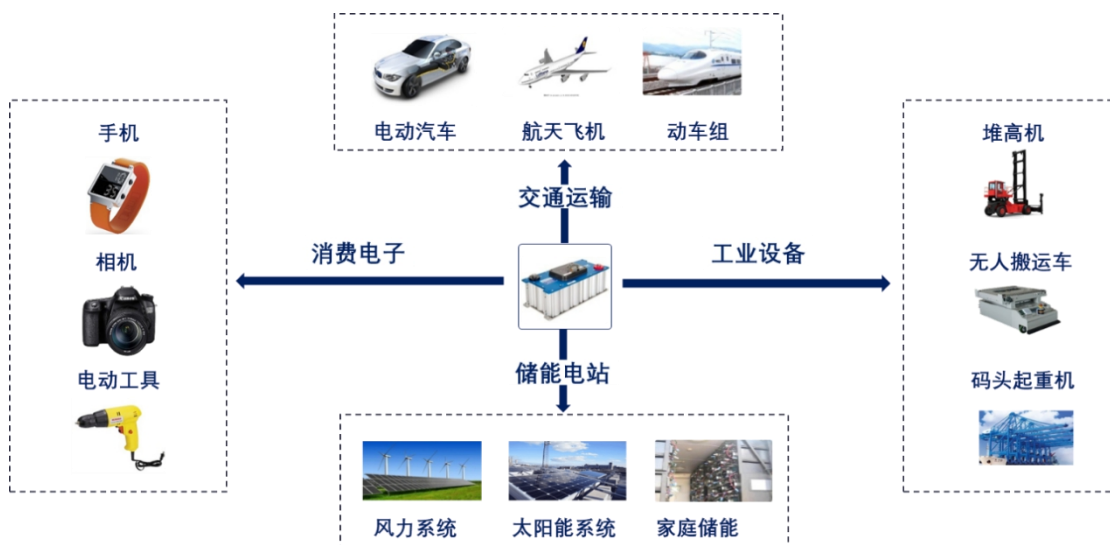 电动汽车
航天飞机
动车组
手机
相机
电动工具
消费电子
交通运输
工业设备
储能电站
堆高机
无人搬运车
码头起重机
风力系统
太阳能系统
家庭储能